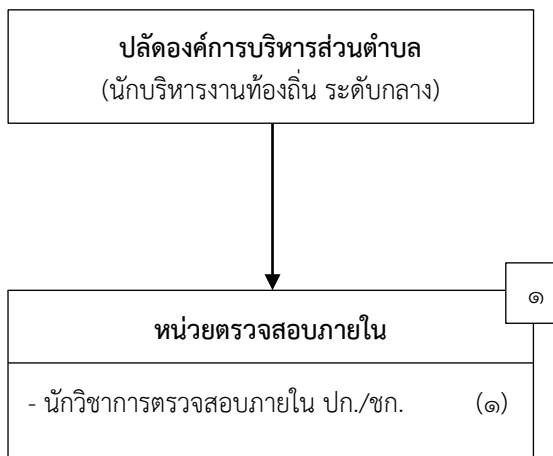 ปลัดองค์การบริหารส่วนตำบล
(นักบริหารงานท้องถิ่น ระดับกลาง)
๑
หน่วยตรวจสอบภายใน
- นักวิชาการตรวจสอบภายใน ปก./ชก. (๑)